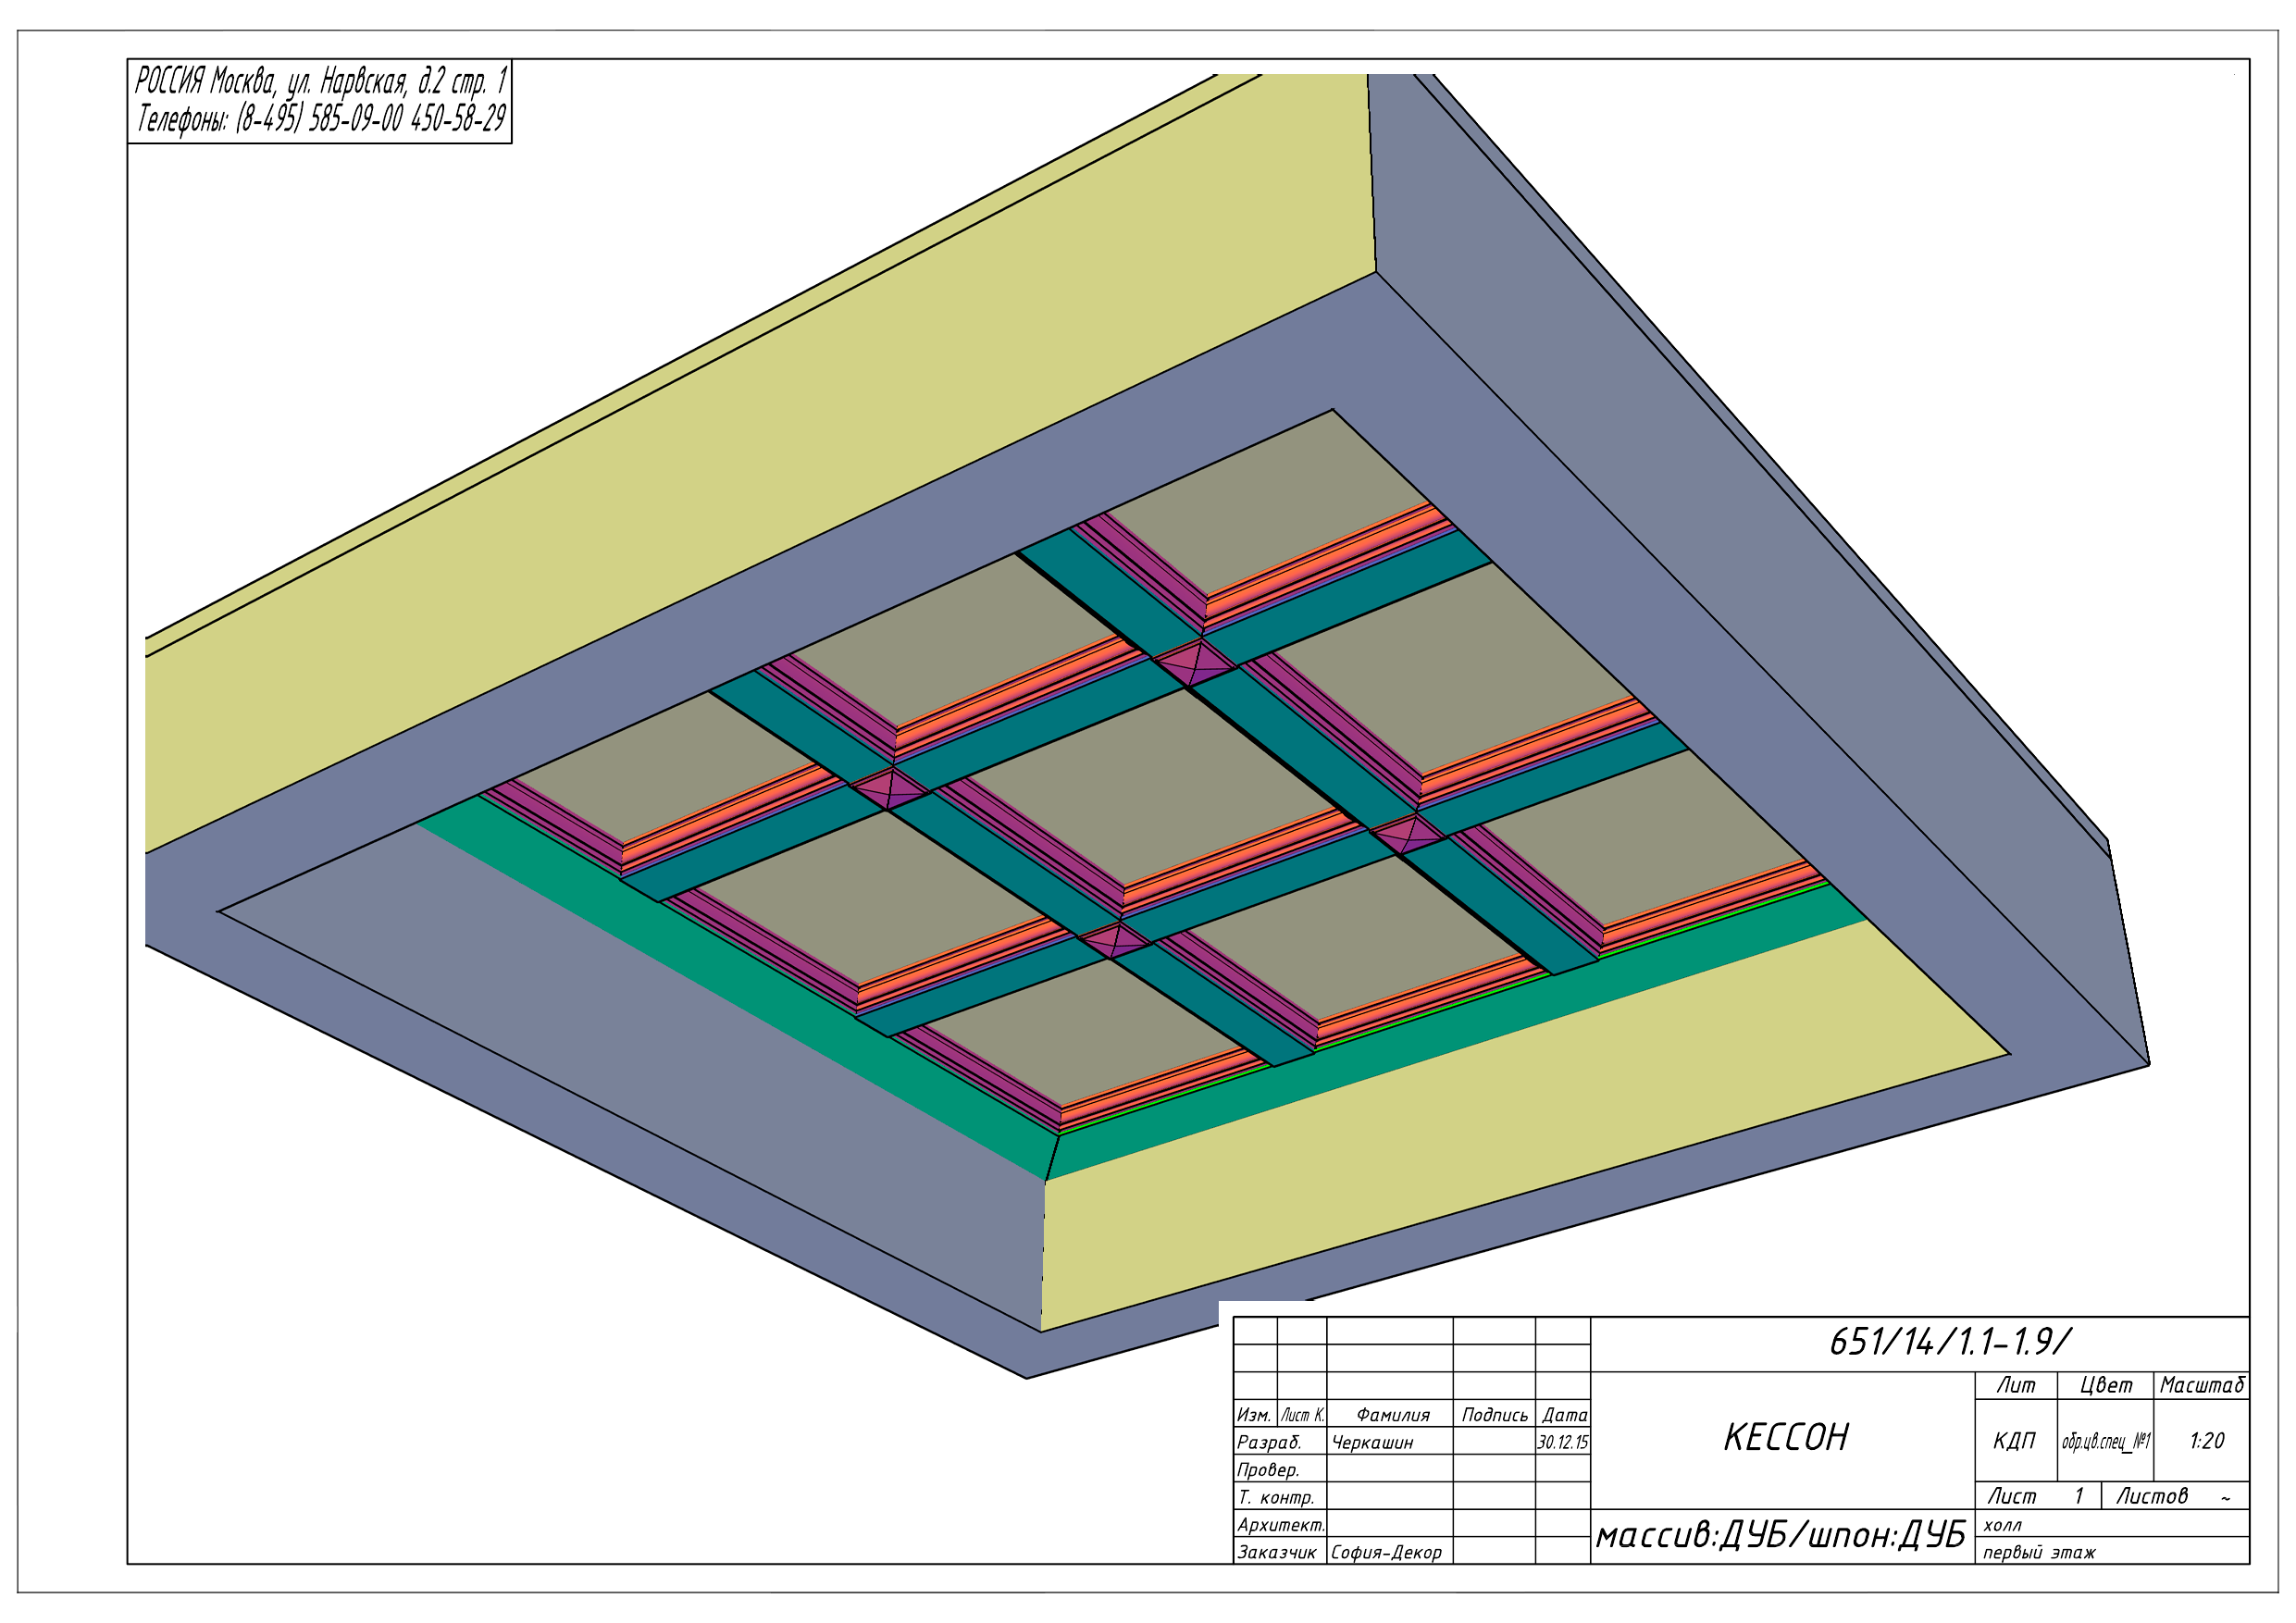 РОССИЯ Москва, ул. Нарвская, д.2 стр. 1
Телефоны: (8-495) 585-09-00 450-58-29
651/14/1.1-1.9/
Лит Цвет Масштаб
Изм. Лист К. Фамилия Подпись Дата
КЕССОН
КДП обр.цв.спец_№1 1:20
Разраб. Черкашин 30.12.15
Провер.
Т. контр.
Лист 1 Листов ~
Архитект.
массив:ДУБ/шпон:ДУБ
холл
Заказчик София-Декор
первый этаж